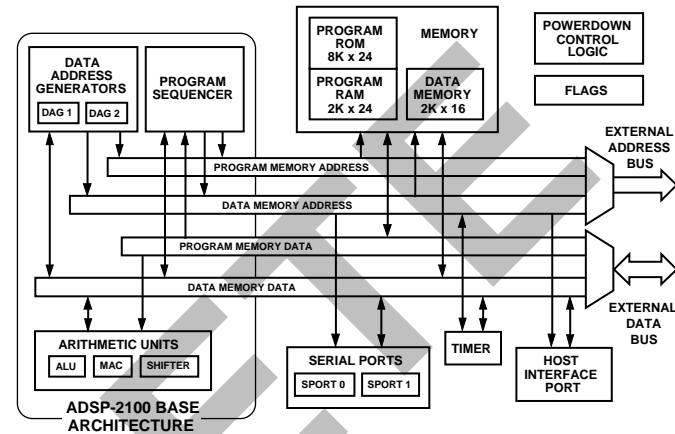 DATA
ADDRESS
GENERATORS
DAG 1
DAG 2
PROGRAM
SEQUENCER
PROGRAM
ROM
8K x 24
PROGRAM
RAM
2K x 24
MEMORY
DATA
MEMORY
2K x 16
POWERDOWN
CONTROL
LOGIC
FLAGS
EXTERNAL
ADDRESS
BUS
PROGRAM MEMORY ADDRESS
DATA MEMORY ADDRESS
PROGRAM MEMORY DATA
DATA MEMORY DATA
EXTERNAL
DATA
BUS
ARITHMETIC UNITS
ALU
MAC
SHIFTER
SERIAL PORTS
SPORT 0
SPORT 1
TIMER
HOST
INTERFACE
PORT
ADSP-2100 BASE
ARCHITECTURE
ETE